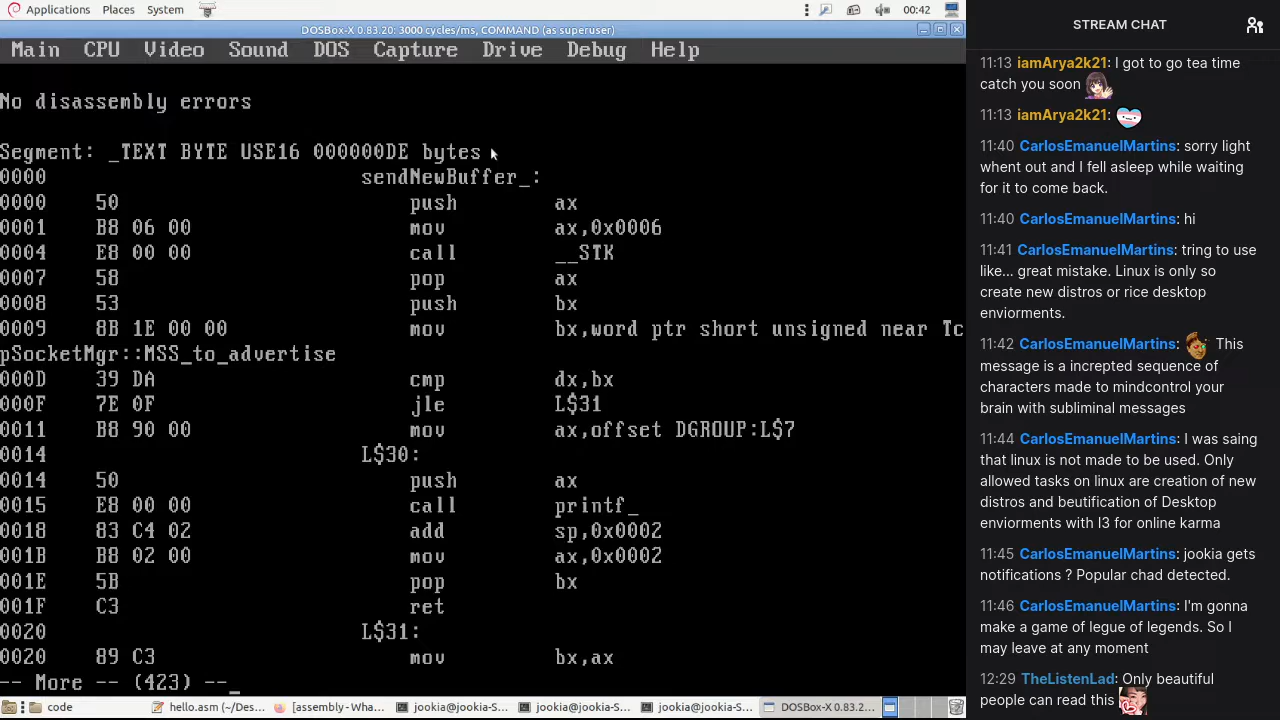 Applications Places System 00:42
DOSBox-X 0.83.20: 3000 cycles/ms, COMMAND (as superuser)
Main CPU Video Sound DOS Capture Drive Debug Help
No disassembly errors
Segment: _TEXT BYTE USE16 000000DE bytes
0000 sendNewBuffer_:
0000 50 push ax
0001 B8 06 00 mov ax,0x0006
0004 E8 00 00 call __STK
0007 58 pop ax
0008 53 push bx
0009 8B 1E 00 00 mov bx,word ptr short unsigned near Tc
pSocketMgr::MSS_to_advertise
000D 39 DA cmp dx,bx
000F 7E 0F jle L$31
0011 B8 90 00 mov ax,offset DGROUP:L$7
0014 L$30:
0014 50 push ax
0015 E8 00 00 call printf_
0018 83 C4 02 add sp,0x0002
001B B8 02 00 mov ax,0x0002
001E 5B pop bx
001F C3 ret
0020 L$31:
0020 89 C3 mov bx,ax
-- More -- (423) --_
code hello.asm (~/Des... [assembly - Wha... jookia@jookia-S... jookia@jookia-S... jookia@jookia-S... DOSBox-X 0.83.2...
STREAM CHAT
11:13 iamArya2k21: I got to go tea time
catch you soon
11:13 iamArya2k21:
11:40 CarlosEmanuelMartins: sorry light
whent out and I fell asleep while waiting
for it to come back.
11:40 CarlosEmanuelMartins: hi
11:41 CarlosEmanuelMartins: tring to use
like... great mistake. Linux is only so
create new distros or rice desktop
enviorments.
11:42 CarlosEmanuelMartins: This
message is a increpted sequence of
characters made to mindcontrol your
brain with subliminal messages
11:44 CarlosEmanuelMartins: I was saing
that linux is not made to be used. Only
allowed tasks on linux are creation of new
distros and beutification of Desktop
enviorments with I3 for online karma
11:45 CarlosEmanuelMartins: jookia gets
notifications ? Popular chad detected.
11:46 CarlosEmanuelMartins: I'm gonna
make a game of legue of legends. So I
may leave at any moment
12:29 TheListenLad: Only beautiful
people can read this